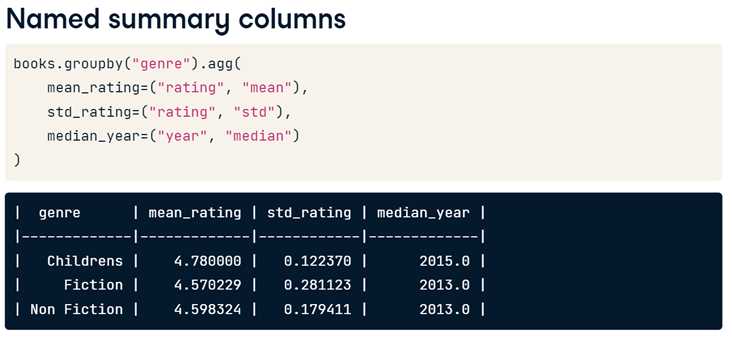 Named summary columns
books.groupby("genre").agg(
    mean_rating=("rating", "mean"),
    std_rating=("rating", "std"),
    median_year=("year", "median")
)
|  genre      | mean_rating | std_rating | median_year |
|-------------|-------------|------------|-------------|
|   Childrens |    4.780000 |   0.122370 |      2015.0 |
|     Fiction |    4.570229 |   0.281123 |      2013.0 |
| Non Fiction |    4.598324 |   0.179411 |      2013.0 |